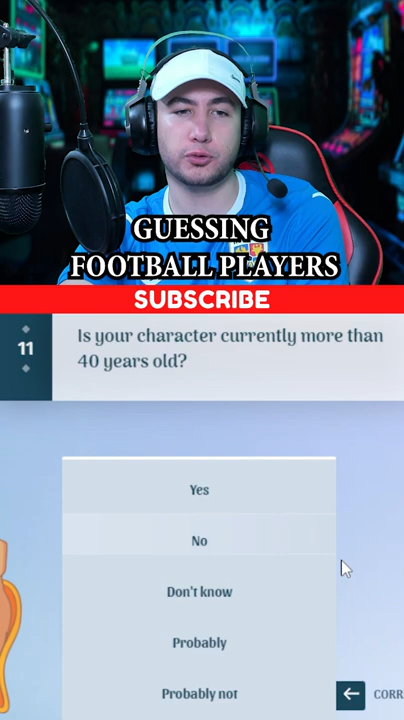 GUESSING
FOOTBALL PLAYERS
SUBSCRIBE
11
Is your character currently more than
40 years old?
Yes
No
Don't know
Probably
Probably not
CORR